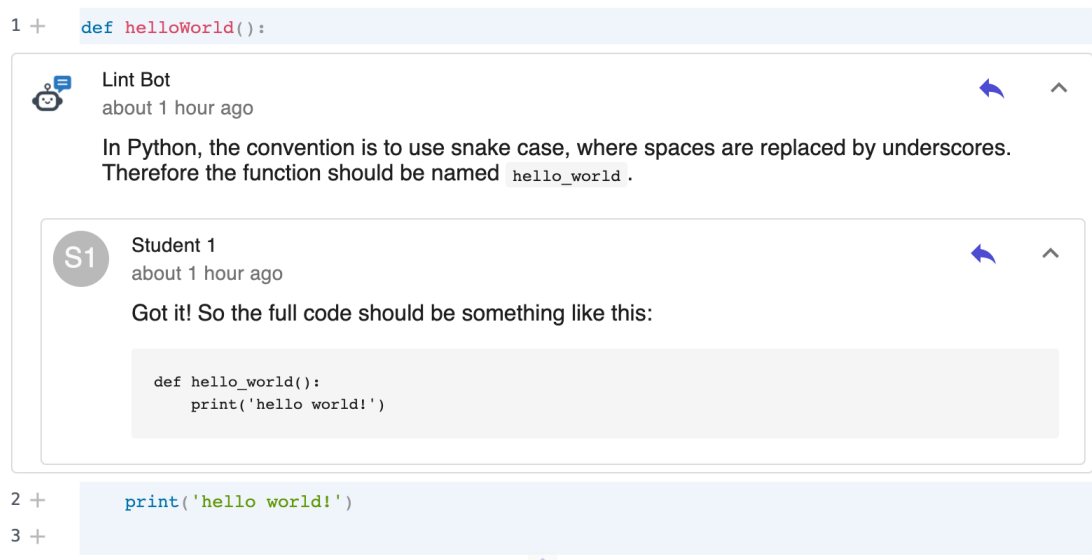 1 + def helloWorld():
Lint Bot
about 1 hour ago
In Python, the convention is to use snake case, where spaces are replaced by underscores.
Therefore the function should be named hello_world.
S1
Student 1
about 1 hour ago
Got it! So the full code should be something like this:
def hello_world():
    print('hello world!')
2 +     print('hello world!')
3 +